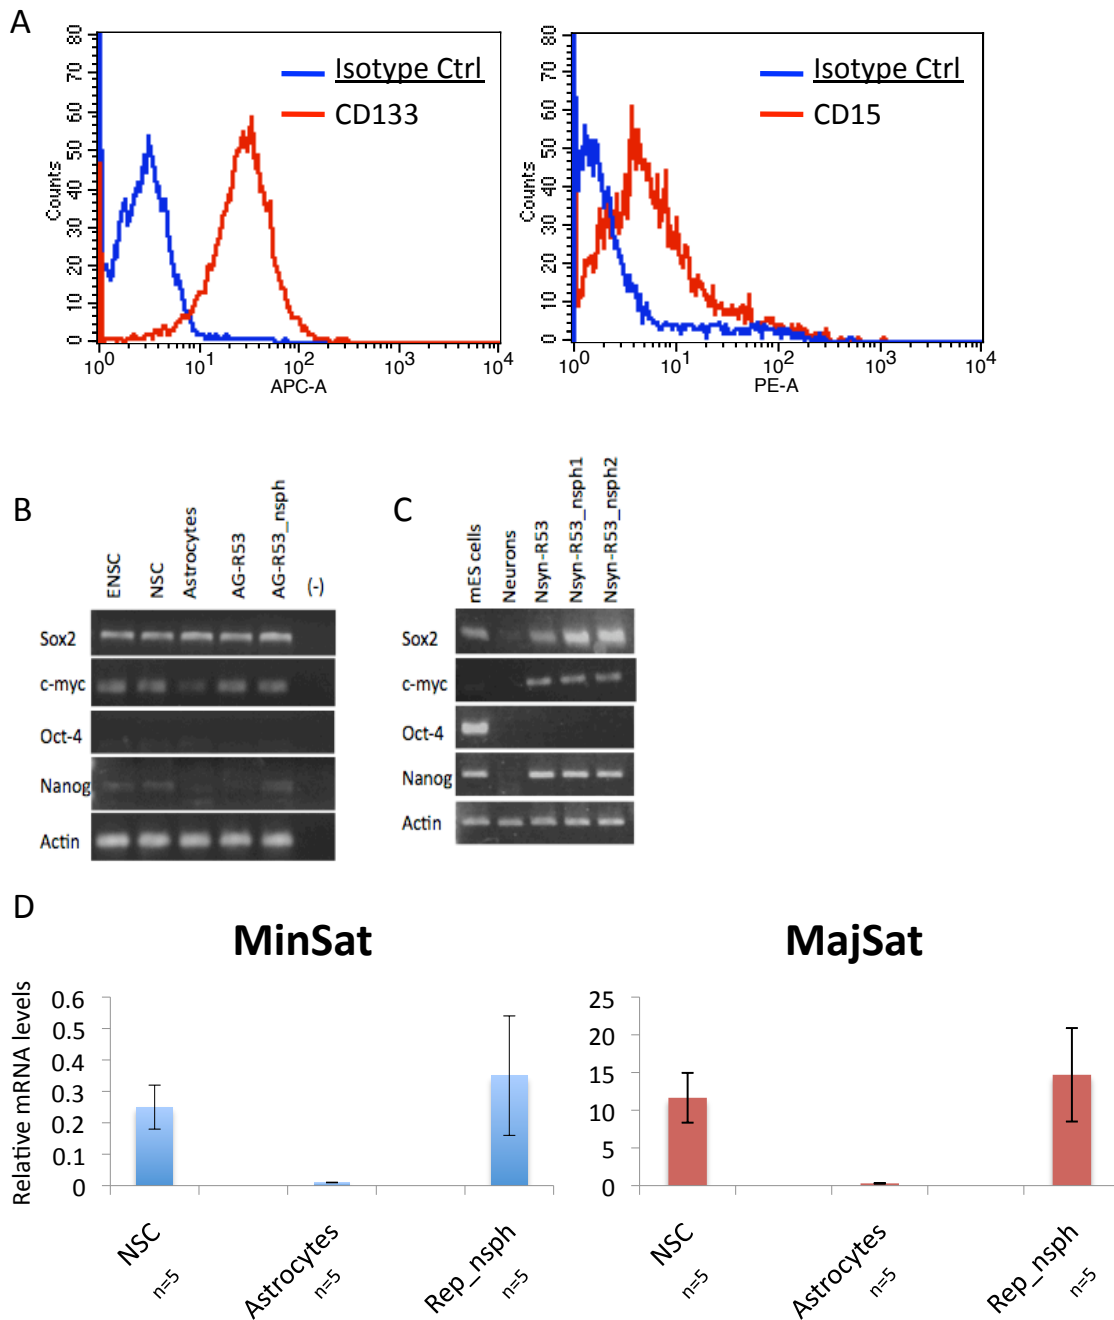 A
80
70
60
50
40
30
20
10
0
Counts
Isotype Ctrl
CD133
10^0 10^1 10^2 10^3 10^4
APC-A
80
70
60
50
40
30
20
10
0
Counts
Isotype Ctrl
CD15
10^0 10^1 10^2 10^3 10^4
PE-A
B
ENSC
NSC
Astrocytes
AG-R53
AG-R53_nsph
(-)
Sox2
c-myc
Oct-4
Nanog
Actin
C
mES cells
Neurons
Nsyn-R53
Nsyn-R53_nsph1
Nsyn-R53_nsph2
Sox2
c-myc
Oct-4
Nanog
Actin
D
MinSat
Relative mRNA levels
0.6
0.5
0.4
0.3
0.2
0.1
0
NSC
n=5
Astrocytes
n=5
Rep_nsph
n=5
MajSat
25
20
15
10
5
0
NSC
n=5
Astrocytes
n=5
Rep_nsph
n=5